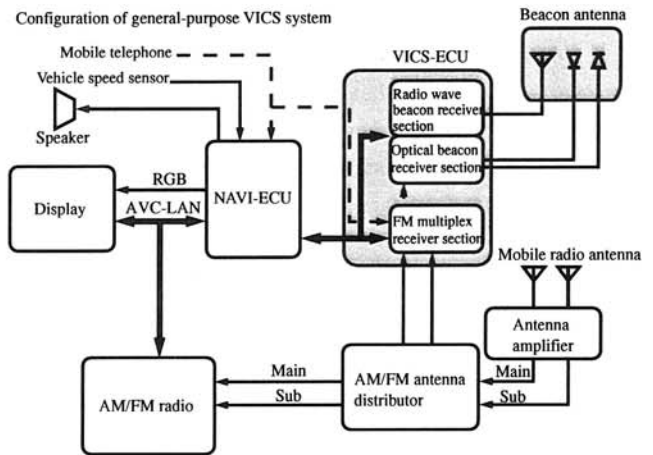 Configuration of general-purpose VICS system
Beacon antenna
Mobile telephone
VICS-ECU
Vehicle speed sensor
Radio wave
beacon receiver
section
Speaker
Optical beacon
receiver section
RGB
NAVI-ECU
Display
AVC-LAN
FM multiplex
receiver section
Mobile radio antenna
Antenna
amplifier
Main
Main
AM/FM antenna
distributor
AM/FM radio
Sub
Sub